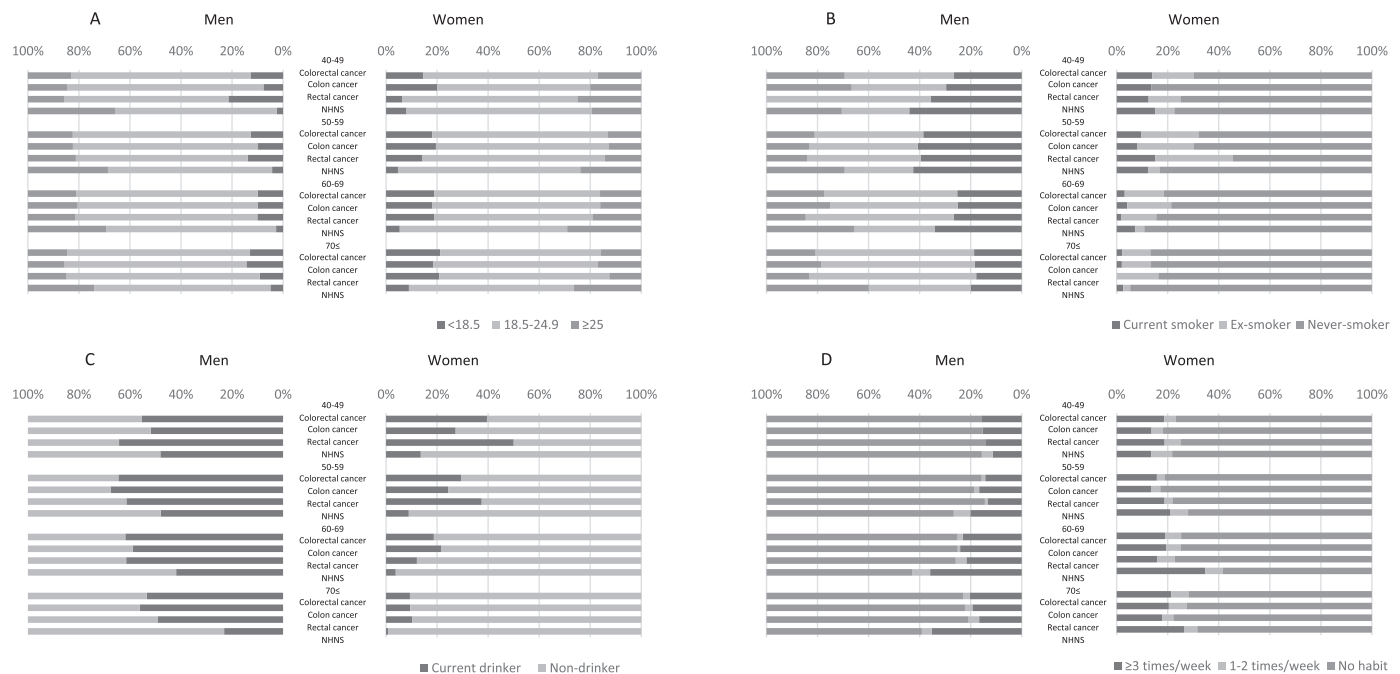 A Men Women
100% 80% 60% 40% 20% 0% 0% 20% 40% 60% 80% 100%
40-49
Colorectal cancer
Colon cancer
Rectal cancer
NHNS
50-59
Colorectal cancer
Colon cancer
Rectal cancer
NHNS
60-69
Colorectal cancer
Colon cancer
Rectal cancer
NHNS
70≤
Colorectal cancer
Colon cancer
Rectal cancer
NHNS
<18.5 18.5-24.9 ≥25
B Men Women
100% 80% 60% 40% 20% 0% 0% 20% 40% 60% 80% 100%
40-49
Colorectal cancer
Colon cancer
Rectal cancer
NHNS
50-59
Colorectal cancer
Colon cancer
Rectal cancer
NHNS
60-69
Colorectal cancer
Colon cancer
Rectal cancer
NHNS
70≤
Colorectal cancer
Colon cancer
Rectal cancer
NHNS
Current smoker Ex-smoker Never-smoker
C Men Women
100% 80% 60% 40% 20% 0% 0% 20% 40% 60% 80% 100%
40-49
Colorectal cancer
Colon cancer
Rectal cancer
NHNS
50-59
Colorectal cancer
Colon cancer
Rectal cancer
NHNS
60-69
Colorectal cancer
Colon cancer
Rectal cancer
NHNS
70≤
Colorectal cancer
Colon cancer
Rectal cancer
NHNS
Current drinker Non-drinker
D Men Women
100% 80% 60% 40% 20% 0% 0% 20% 40% 60% 80% 100%
40-49
Colorectal cancer
Colon cancer
Rectal cancer
NHNS
50-59
Colorectal cancer
Colon cancer
Rectal cancer
NHNS
60-69
Colorectal cancer
Colon cancer
Rectal cancer
NHNS
70≤
Colorectal cancer
Colon cancer
Rectal cancer
NHNS
≥3 times/week 1-2 times/week No habit